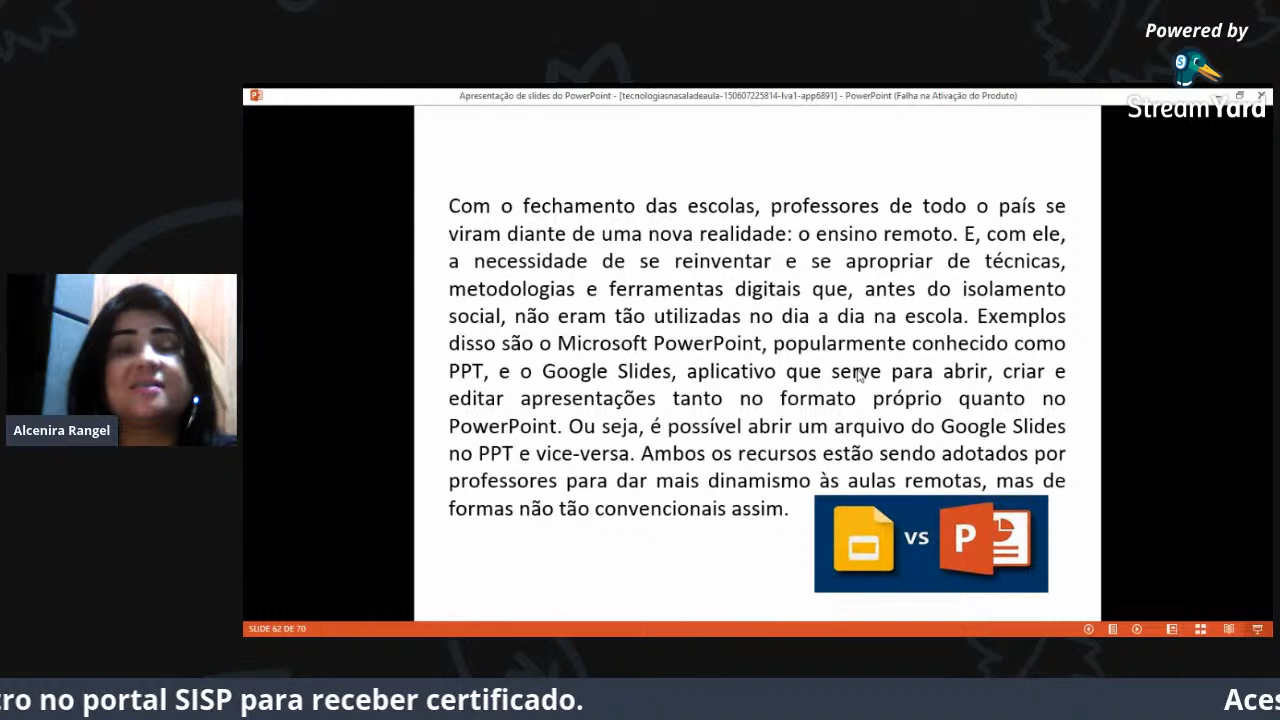 Powered by
StreamYard
Apresentação de slides do PowerPoint - [tecnologiasnasaladeaula-150607225814-lva1-app6891] - PowerPoint (Falha na Ativação do Produto)
Com o fechamento das escolas, professores de todo o país se
viram diante de uma nova realidade: o ensino remoto. E, com ele,
a necessidade de se reinventar e se apropriar de técnicas,
metodologias e ferramentas digitais que, antes do isolamento
social, não eram tão utilizadas no dia a dia na escola. Exemplos
disso são o Microsoft PowerPoint, popularmente conhecido como
PPT, e o Google Slides, aplicativo que serve para abrir, criar e
editar apresentações tanto no formato próprio quanto no
PowerPoint. Ou seja, é possível abrir um arquivo do Google Slides
no PPT e vice-versa. Ambos os recursos estão sendo adotados por
professores para dar mais dinamismo às aulas remotas, mas de
formas não tão convencionais assim.
vs
P
Alcenira Rangel
SLIDE 62 DE 70
tro no portal SISP para receber certificado.
Aces